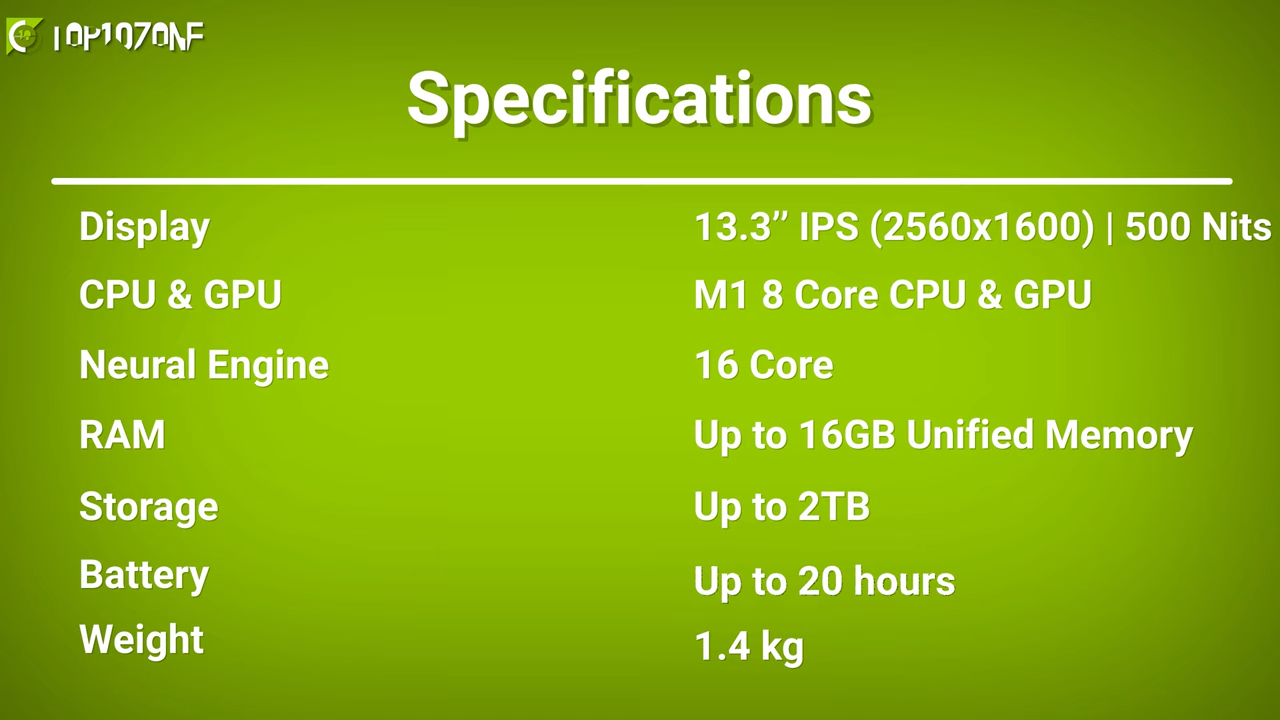 TOP10ZONE
Specifications
Display 13.3’’ IPS (2560x1600) | 500 Nits
CPU & GPU M1 8 Core CPU & GPU
Neural Engine 16 Core
RAM Up to 16GB Unified Memory
Storage Up to 2TB
Battery Up to 20 hours
Weight 1.4 kg